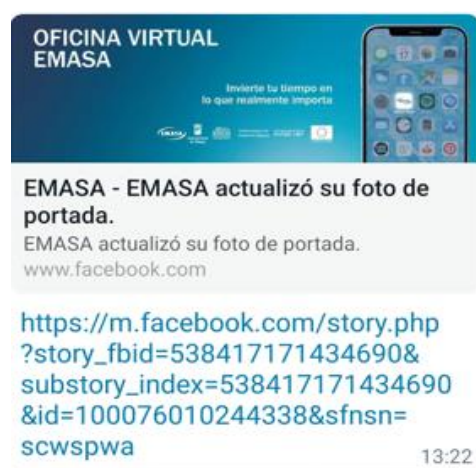 OFICINA VIRTUAL
EMASA
Invierte tu tiempo en
lo que realmente importa
EMASA
EMASA - EMASA actualizó su foto de
portada.
EMASA actualizó su foto de portada.
www.facebook.com
https://m.facebook.com/story.php
?story_fbid=538417171434690&
substory_index=538417171434690
&id=100076010244338&sfnsn=
scwspwa
13:22